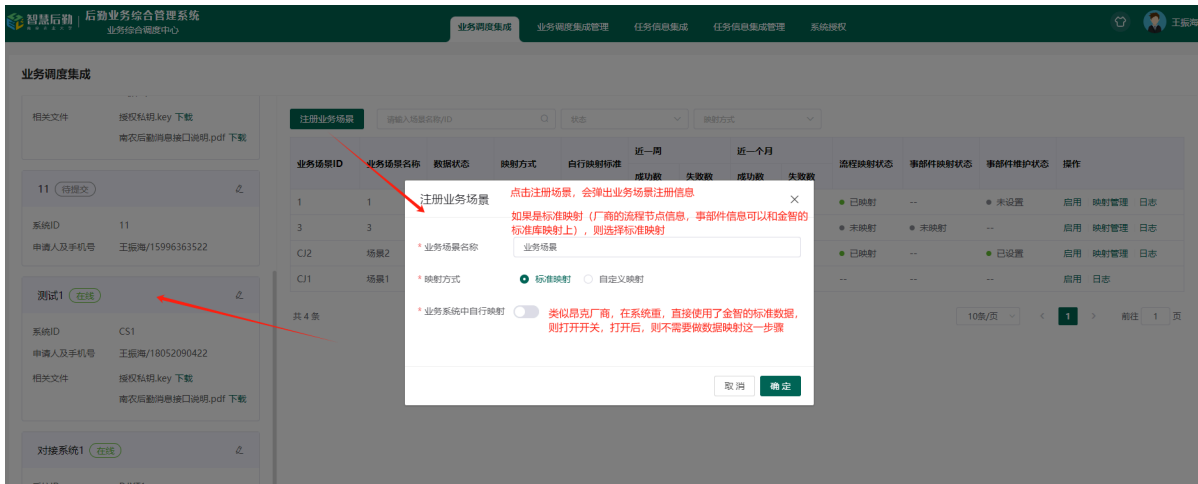 智慧后勤
后勤业务综合管理系统
业务综合调度中心
业务调度集成
业务调度集成管理
任务信息集成
任务信息集成管理
系统授权
王振海
业务调度集成
相关文件
授权私钥.key 下载
南农后勤消息接口说明.pdf 下载
11 待提交
系统ID 11
申请人及手机号 王振海/15996363522
测试1 在线
系统ID CS1
申请人及手机号 王振海/18052090422
相关文件 授权私钥.key 下载
南农后勤消息接口说明.pdf 下载
对接系统1 在线
注册业务场景
请输入场景名称/ID
状态
映射方式
业务场景ID 业务场景名称 数据状态 映射方式 自行映射标准 近一周 近一个月 流程映射状态 事部件映射状态 事部件维护状态 操作
成功数 失败数 成功数 失败数
1 1 已映射 -- 未设置 启用 映射管理 日志
3 3 未映射 未映射 -- 启用 映射管理 日志
CJ2 场景2 已映射 -- 已设置 启用 映射管理 日志
CJ1 场景1 -- -- -- 启用 日志
共 4 条
10条/页 < 1 > 前往 1 页
注册业务场景
点击注册场景，会弹出业务场景注册信息
如果是标准映射（厂商的流程节点信息，事部件信息可以和金智的
标准库映射上），则选择标准映射
* 业务场景名称 业务场景
* 映射方式 标准映射 自定义映射
* 业务系统中自行映射
类似昂克厂商，在系统重，直接使用了金智的标准数据，
则打开开关，打开后，则不需要做数据映射这一步骤
取消 确定